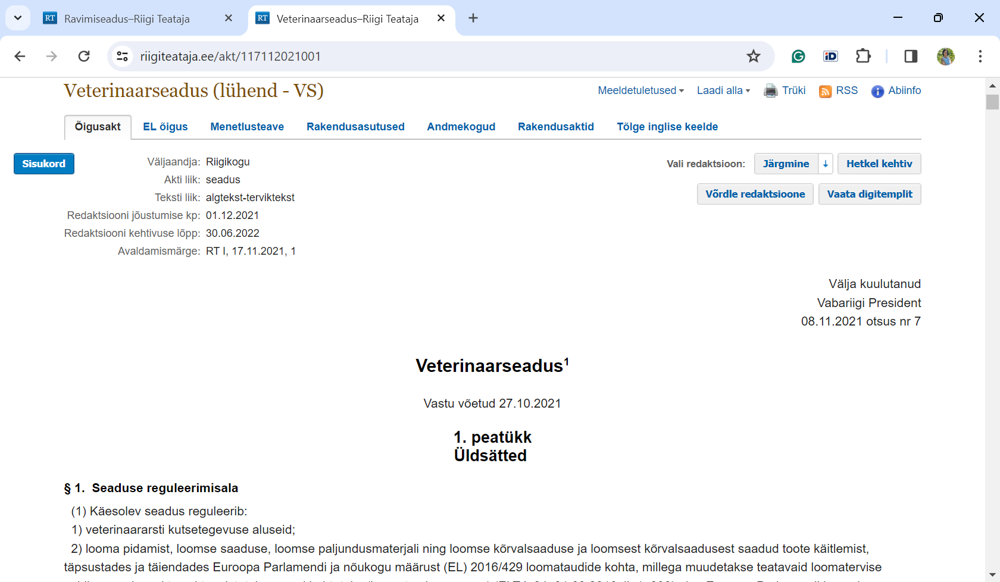 RT Ravimiseadus–Riigi Teataja
RT Veterinaarseadus–Riigi Teataja
riigiteataja.ee/akt/117112021001
iD
Veterinaarseadus (lühend - VS)
Meeldetuletused Laadi alla Trüki RSS Abiinfo
Õigusakt EL õigus Menetlusteave Rakendusasutused Andmekogud Rakendusaktid Tõlge inglise keelde
Sisukord
Väljaandja: Riigikogu
Akti liik: seadus
Teksti liik: algtekst-terviktekst
Redaktsiooni jõustumise kp: 01.12.2021
Redaktsiooni kehtivuse lõpp: 30.06.2022
Avaldamismärge: RT I, 17.11.2021, 1
Vali redaktsioon: Järgmine ↓ Hetkel kehtiv
Võrdle redaktsioone Vaata digitemplit
Välja kuulutanud
Vabariigi President
08.11.2021 otsus nr 7
Veterinaarseadus¹
Vastu võetud 27.10.2021
1. peatükk
Üldsätted
§ 1. Seaduse reguleerimisala
(1) Käesolev seadus reguleerib:
1) veterinaararsti kutsetegevuse aluseid;
2) looma pidamist, loomse saaduse, loomse paljundusmaterjali ning loomse kõrvalsaaduse ja loomsest kõrvalsaadusest saadud toote käitlemist,
täpsustades ja täiendades Euroopa Parlamendi ja nõukogu määrust (EL) 2016/429 loomataudide kohta, millega muudetakse teatavaid loomatervise